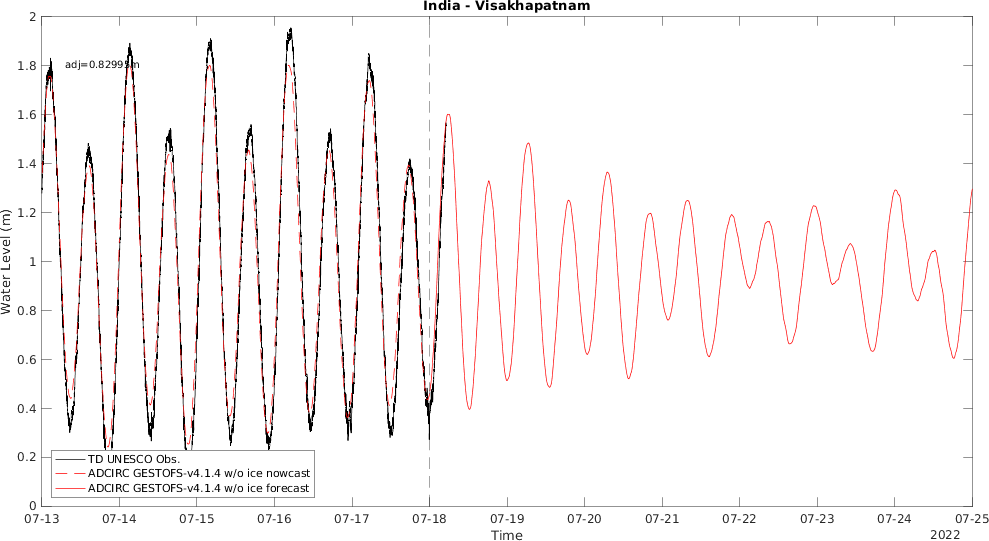 India - Visakhapatnam
2
1.8
1.6
1.4
1.2
1
0.8
0.6
0.4
0.2
0
Water Level (m)
TD UNESCO Obs.
ADCIRC GESTOFS-v4.1.4 w/o ice nowcast
ADCIRC GESTOFS-v4.1.4 w/o ice forecast
07-13 07-14 07-15 07-16 07-17 07-18 07-19 07-20 07-21 07-22 07-23 07-24 07-25
Time
2022